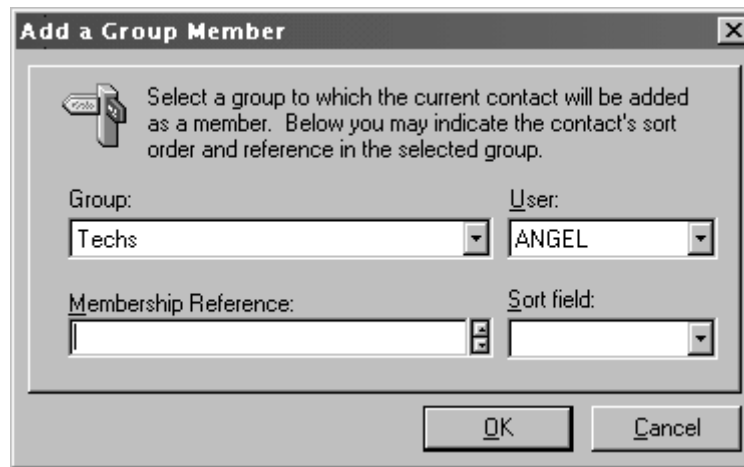 Add a Group Member
Select a group to which the current contact will be added
as a member. Below you may indicate the contact's sort
order and reference in the selected group.
Group:
User:
Techs
ANGEL
Membership Reference:
Sort field:
OK
Cancel